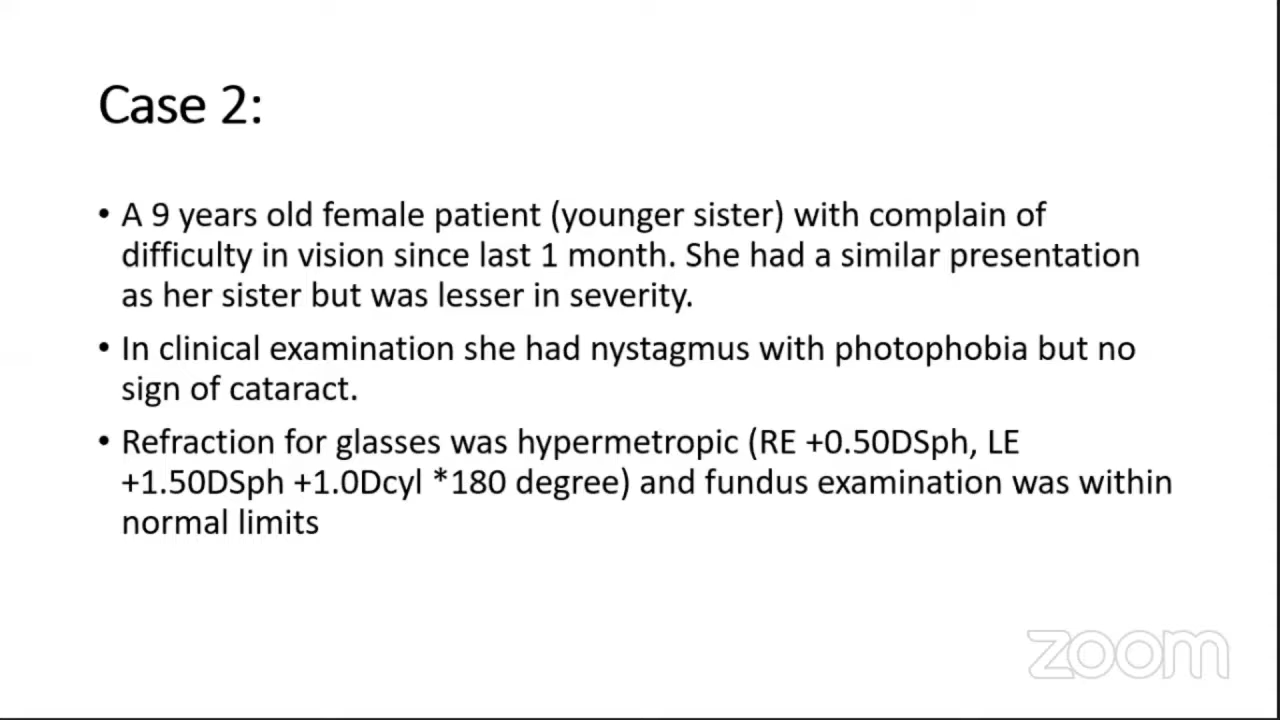 Case 2:
• A 9 years old female patient (younger sister) with complain of
difficulty in vision since last 1 month. She had a similar presentation
as her sister but was lesser in severity.
• In clinical examination she had nystagmus with photophobia but no
sign of cataract.
• Refraction for glasses was hypermetropic (RE +0.50DSph, LE
+1.50DSph +1.0Dcyl *180 degree) and fundus examination was within
normal limits
zoom